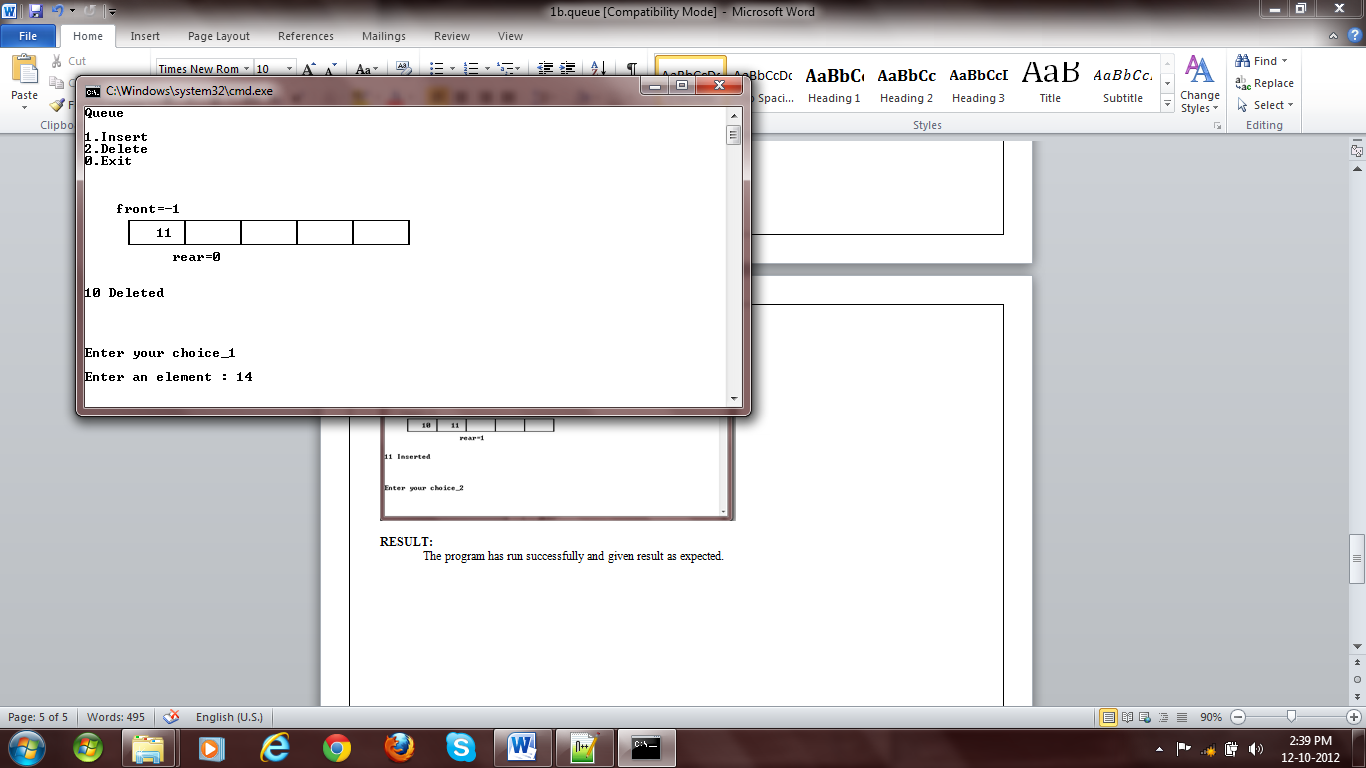 1b.queue [Compatibility Mode] - Microsoft Word
File Home Insert Page Layout References Mailings Review View
Paste
Cut
Times New Rom 10
Heading 1 Heading 2 Heading 3 Title Subtitle
Change Styles
Find
Replace
Select
Styles
Editing
C:\Windows\system32\cmd.exe
Queue
1.Insert
2.Delete
0.Exit
front=-1
11
rear=0
10 Deleted
Enter your choice_1
Enter an element : 14
10 11
rear=1
11 Inserted
Enter your choice_2
RESULT:
The program has run successfully and given result as expected.
Page: 5 of 5 Words: 495 English (U.S.) 90%
2:39 PM
12-10-2012